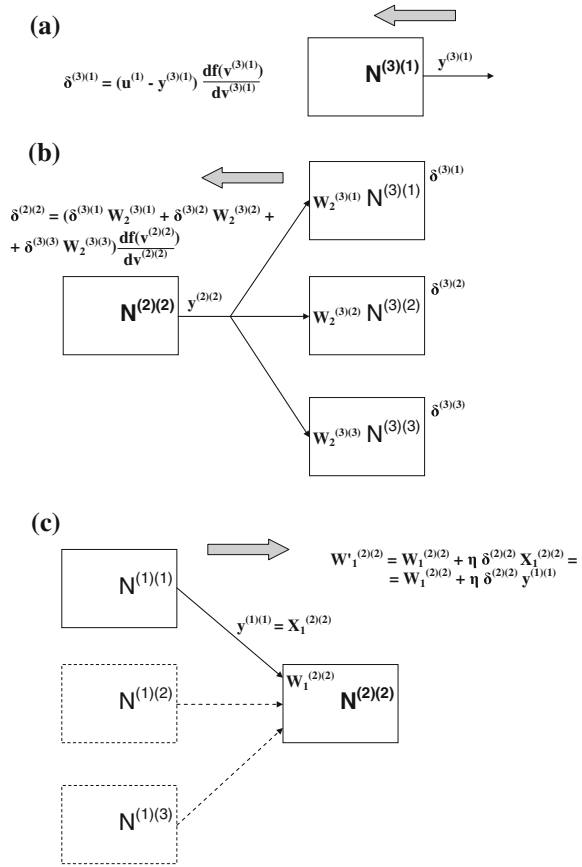 (a)
δ^(3)(1) = (u^(1) - y^(3)(1)) df(v^(3)(1)) / dv^(3)(1)
N^(3)(1)
y^(3)(1)
(b)
δ^(2)(2) = (δ^(3)(1) W_2^(3)(1) + δ^(3)(2) W_2^(3)(2) +
+ δ^(3)(3) W_2^(3)(3)) df(v^(2)(2)) / dv^(2)(2)
N^(2)(2)
y^(2)(2)
W_2^(3)(1) N^(3)(1)
δ^(3)(1)
W_2^(3)(2) N^(3)(2)
δ^(3)(2)
W_2^(3)(3) N^(3)(3)
δ^(3)(3)
(c)
W'_1^(2)(2) = W_1^(2)(2) + η δ^(2)(2) X_1^(2)(2) =
= W_1^(2)(2) + η δ^(2)(2) y^(1)(1)
N^(1)(1)
y^(1)(1) = X_1^(2)(2)
N^(1)(2)
W_1^(2)(2)
N^(2)(2)
N^(1)(3)